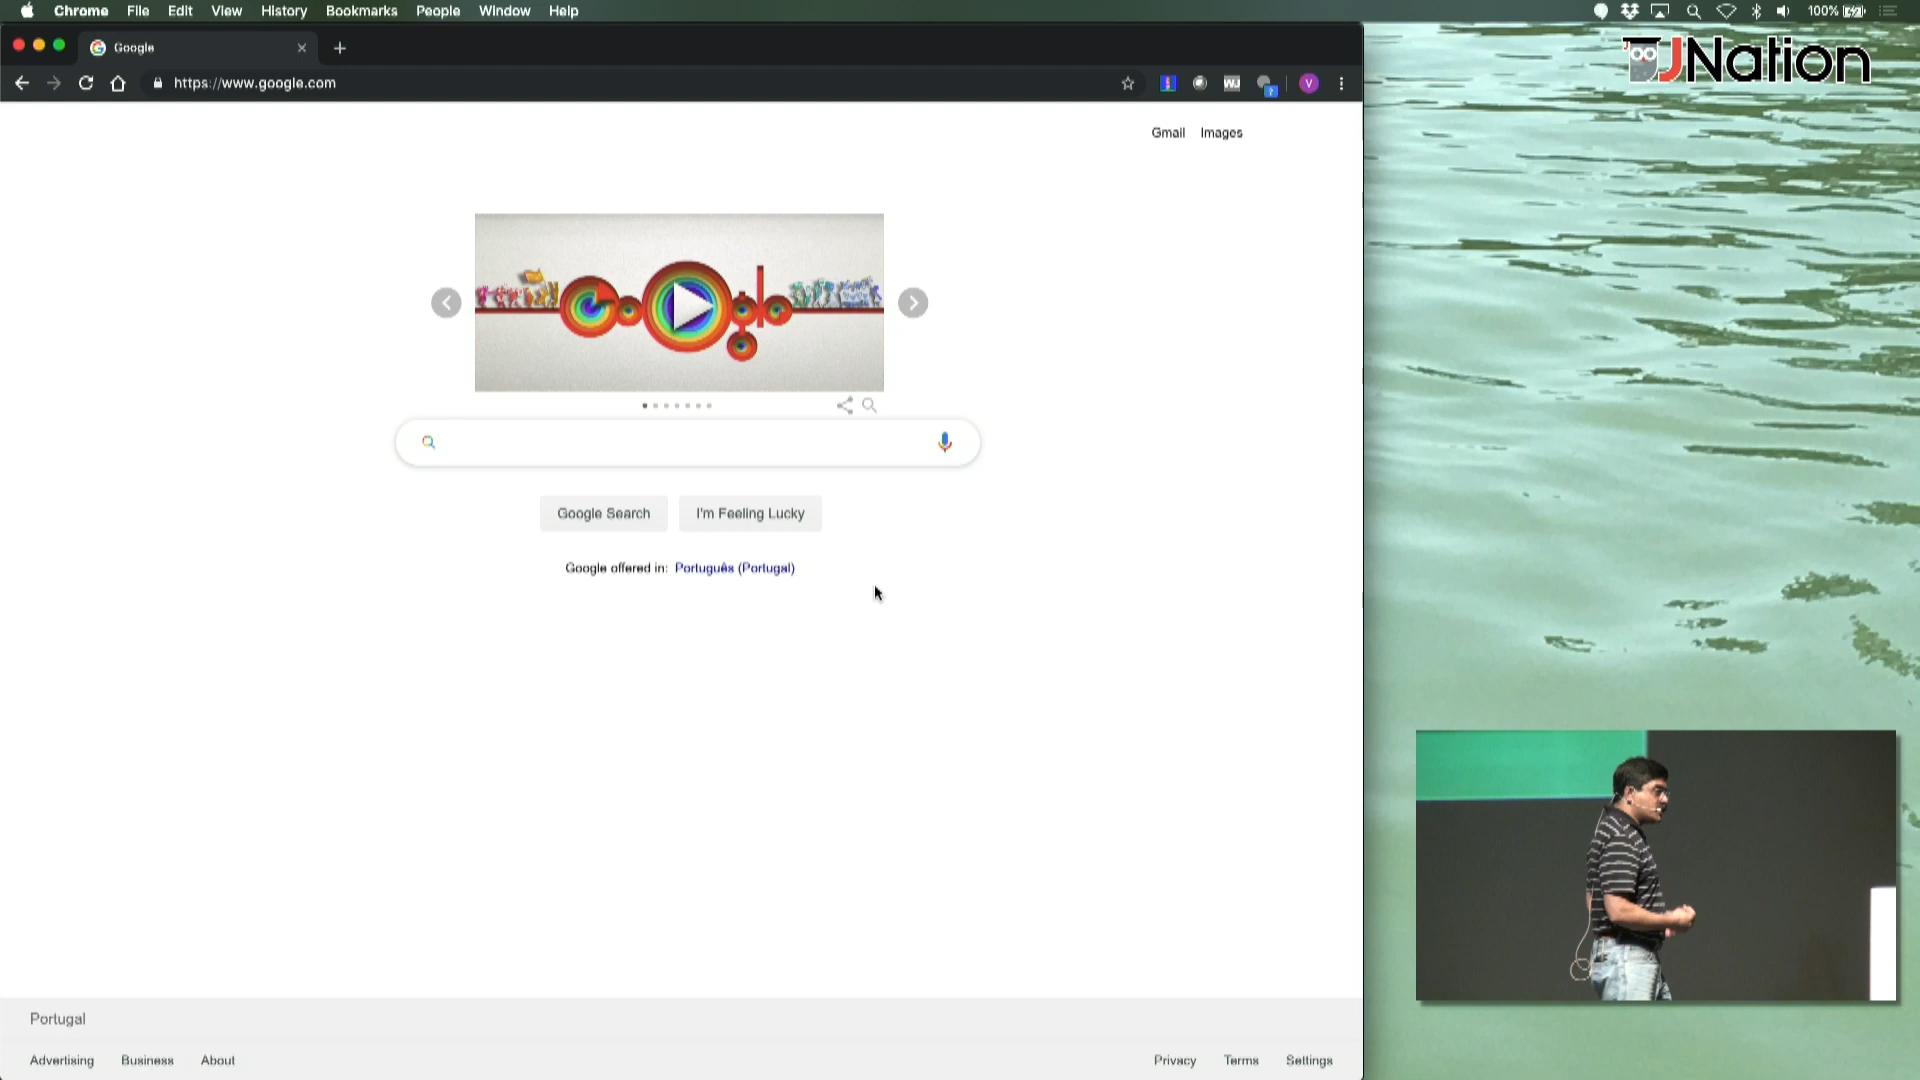 Chrome File Edit View History Bookmarks People Window Help
100%
JNation
Google
https://www.google.com
WJ
V
Gmail Images
Google Search I'm Feeling Lucky
Google offered in: Português (Portugal)
Portugal
Advertising Business About
Privacy Terms Settings